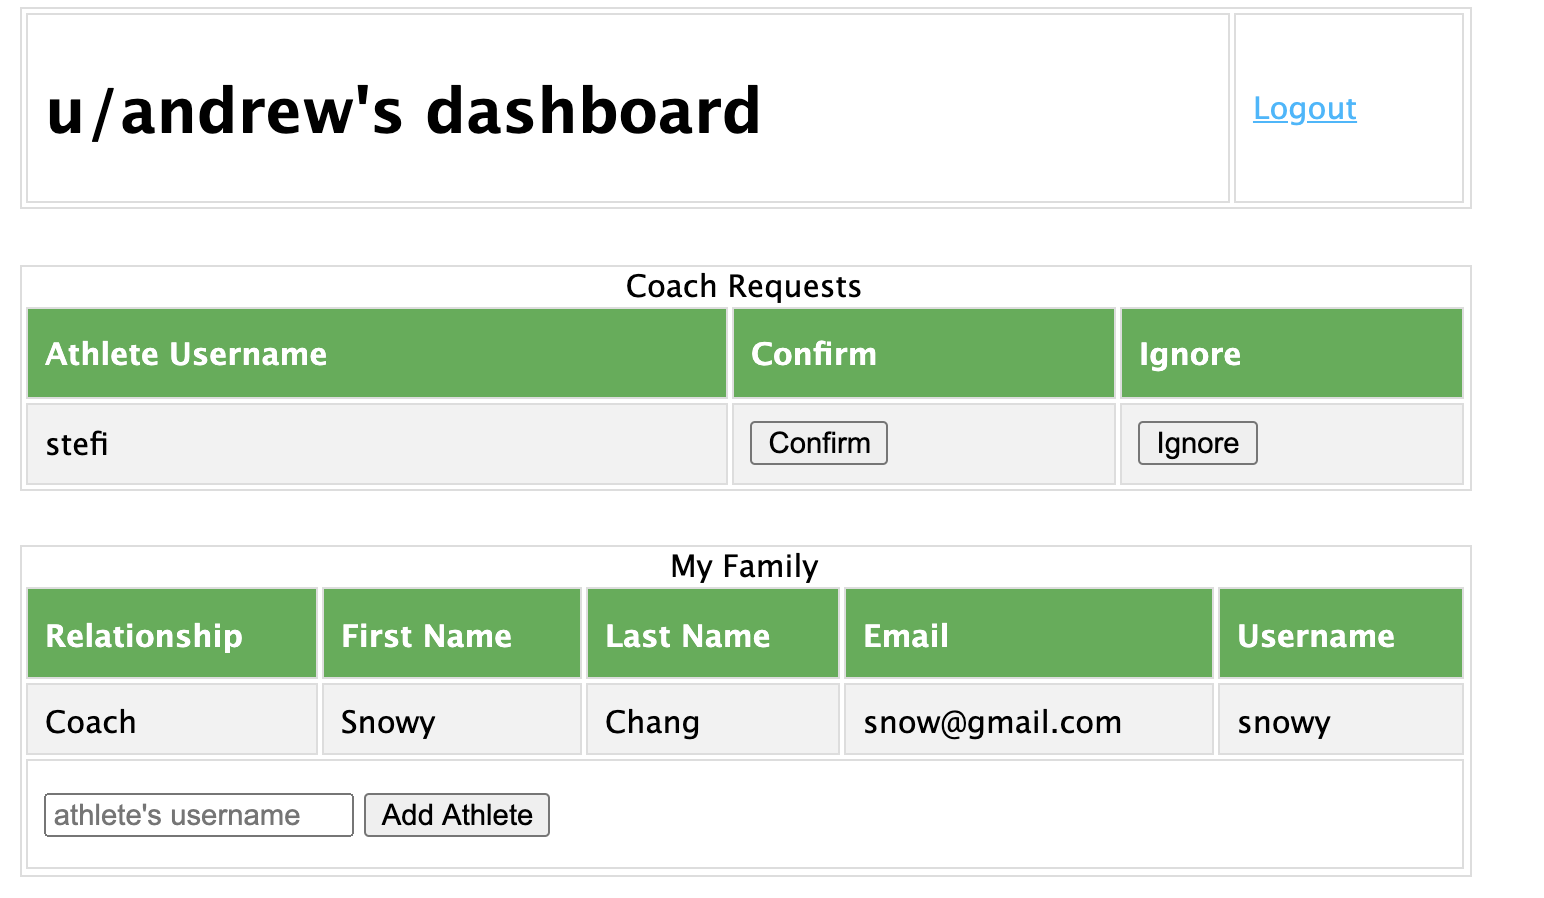 u/andrew's dashboard
Logout
Coach Requests
Athlete Username Confirm Ignore
stefi Confirm Ignore
My Family
Relationship First Name Last Name Email Username
Coach Snowy Chang snow@gmail.com snowy
athlete's username Add Athlete